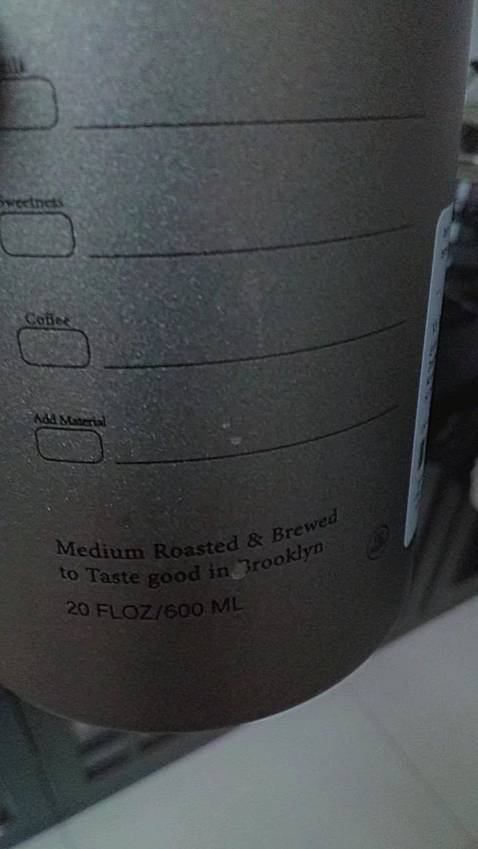 Sweetness
Coffee
Add Material
Medium Roasted & Brewed
to Taste good in Brooklyn
20 FLOZ/600 ML